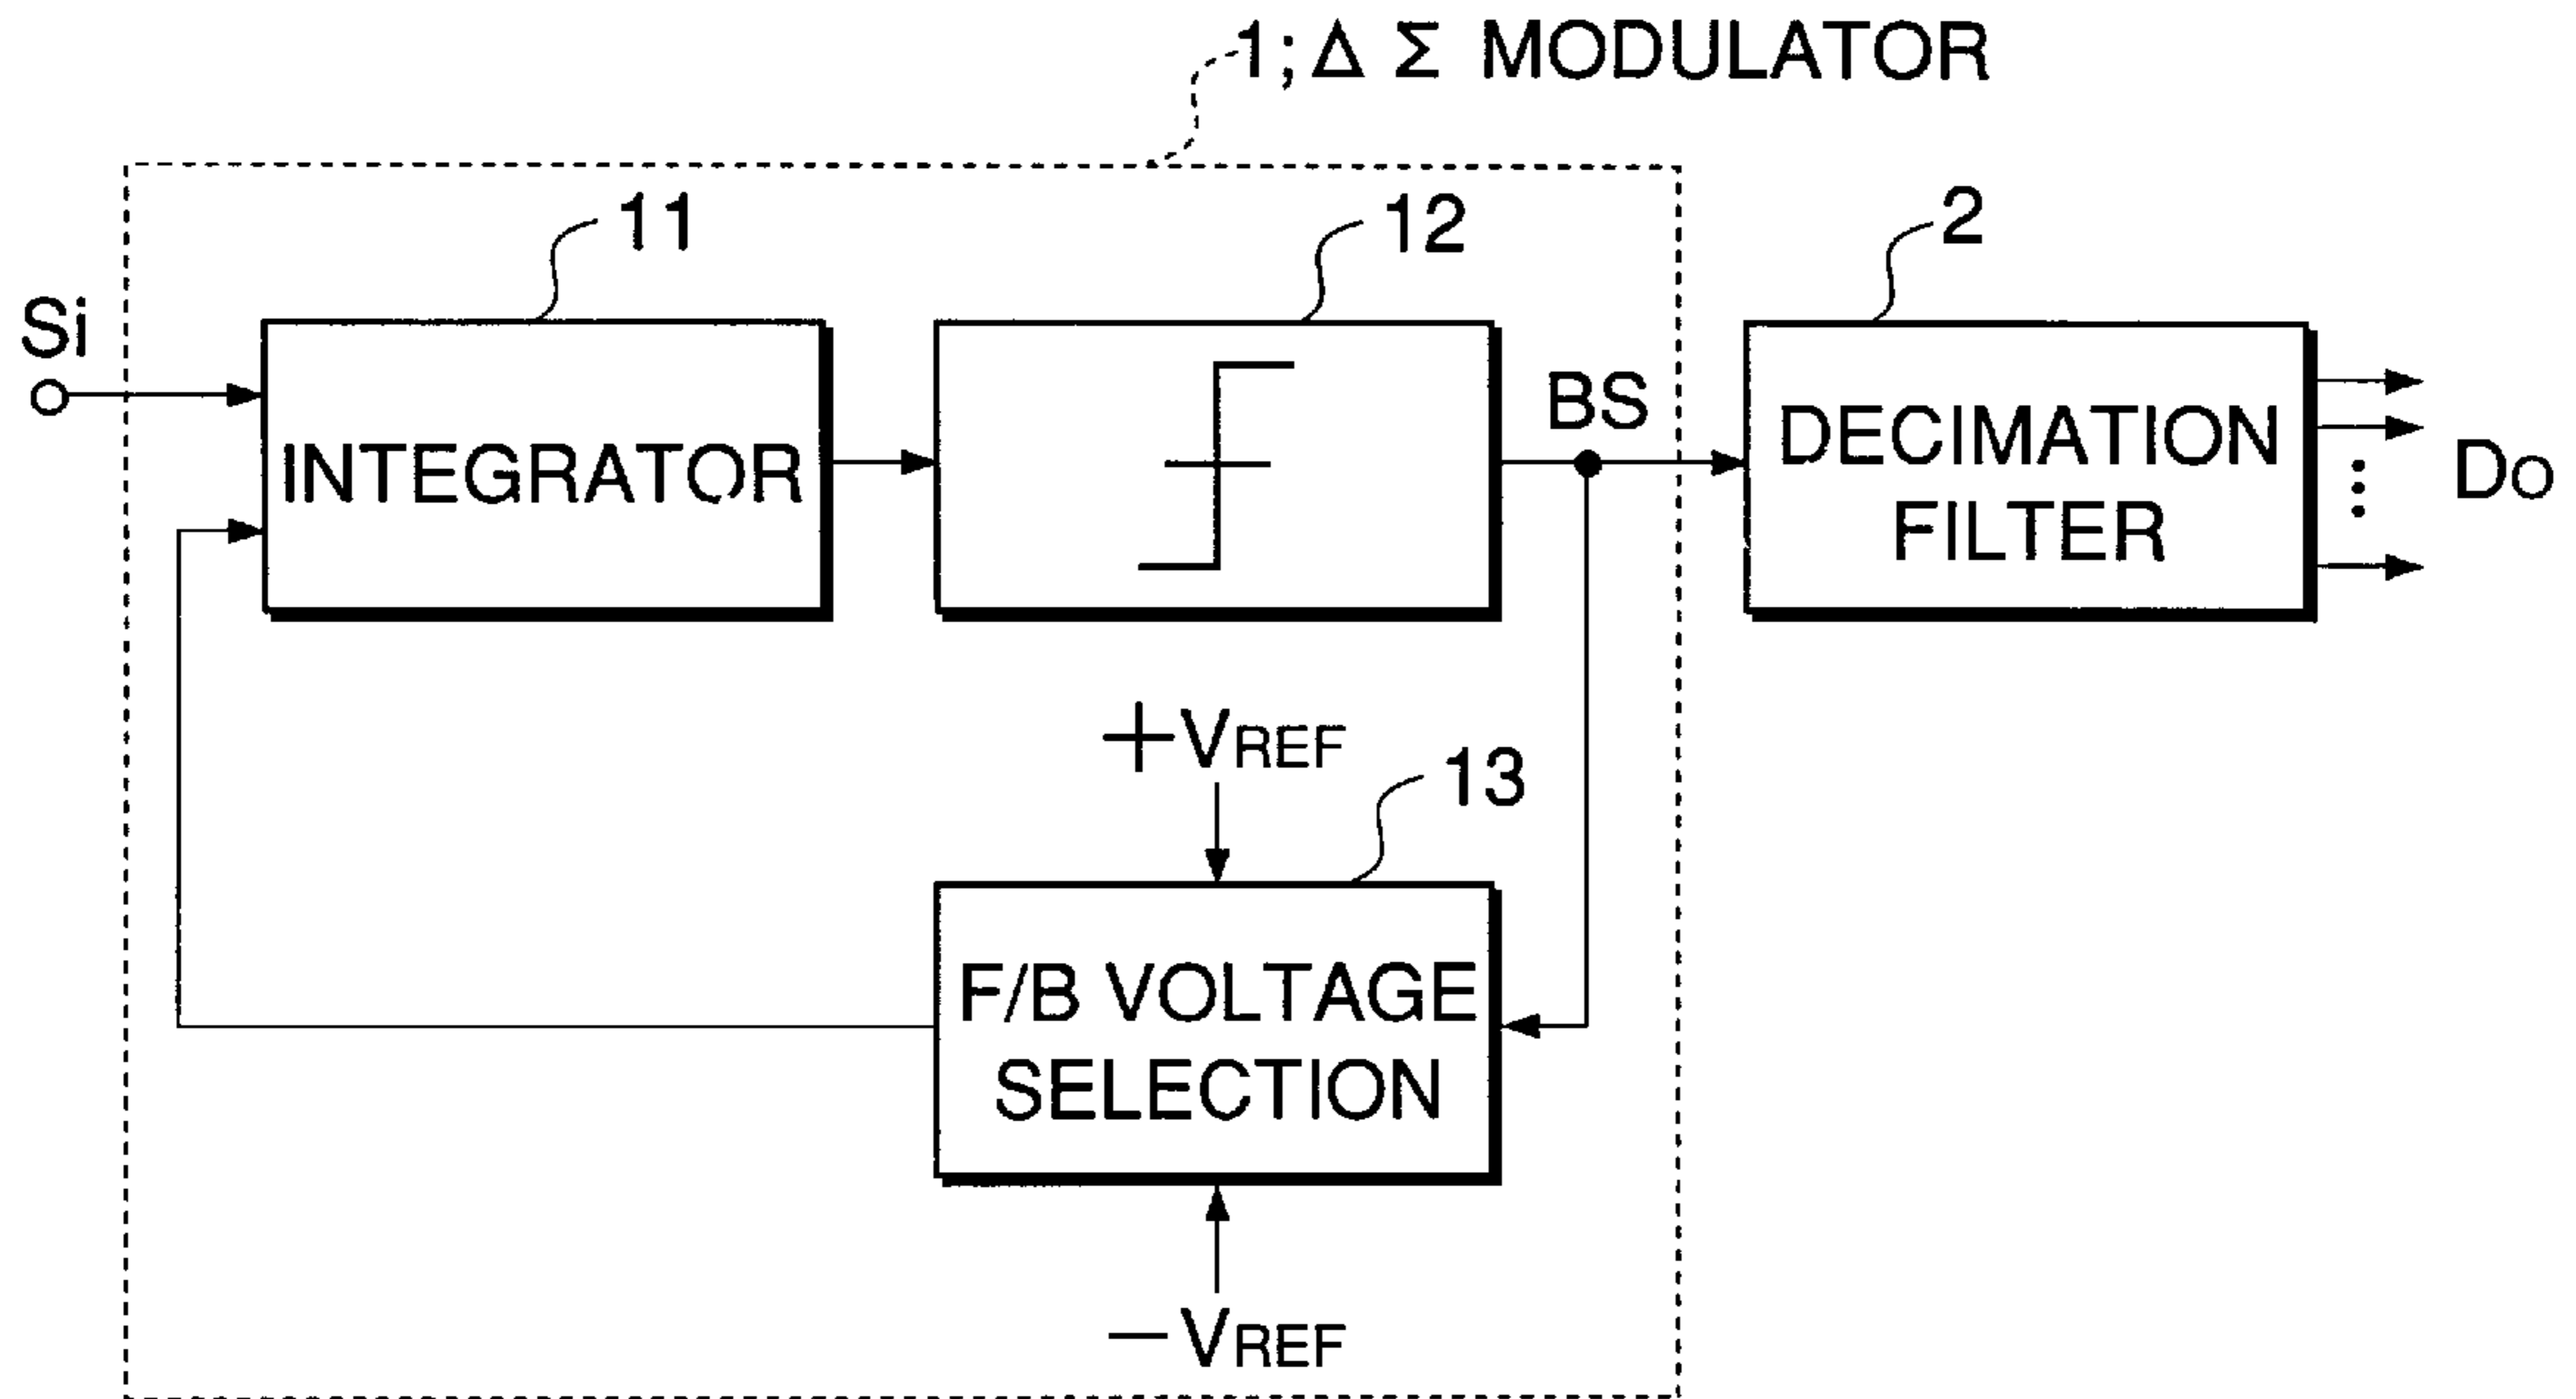 1;Δ Σ MODULATOR
11
12
2
Si
INTEGRATOR
BS
DECIMATION
FILTER
Do
+VREF
13
F/B VOLTAGE
SELECTION
−VREF